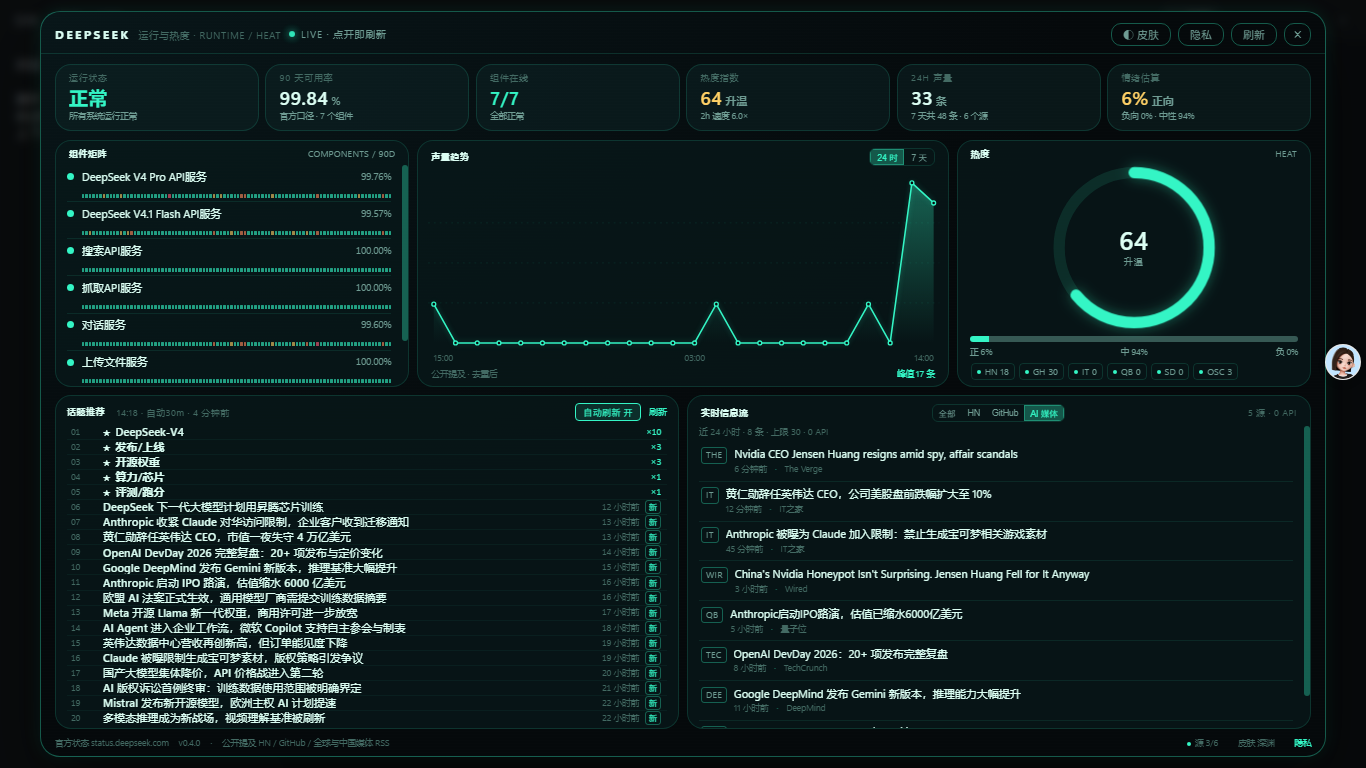 DEEPSEEK 运行与热度 · RUNTIME / HEAT LIVE · 点开即刷新
皮肤 隐私 刷新 ×
运行状态
正常
所有系统运行正常
90 天可用率
99.84 %
官方口径 · 7 个组件
组件在线
7/7
全部正常
热度指数
64 升温
2h 速度 6.0×
24H 声量
33 条
7 天共 48 条 · 6 个源
情绪估算
6% 正向
负向 0% · 中性 94%
组件矩阵 COMPONENTS / 90D
DeepSeek V4 Pro API服务 99.76%
DeepSeek V4.1 Flash API服务 99.57%
搜索API服务 100.00%
抓取API服务 100.00%
对话服务 99.60%
上传文件服务 100.00%
声量趋势 24 时 7 天
15:00 03:00 14:00
公开提及 · 去重后 峰值 17 条
热度 HEAT
64
升温
正 6% 中 94% 负 0%
HN 18 GH 30 IT 0 QB 0 SD 0 OSC 3
话题推荐 14:18 · 自动30m · 4 分钟前 自动刷新 开 刷新
01 ★ DeepSeek-V4 ×10
02 ★ 发布/上线 ×3
03 ★ 开源权重 ×3
04 ★ 算力/芯片 ×1
05 ★ 评测/跑分 ×1
06 DeepSeek 下一代大模型计划用昇腾芯片训练 12 小时前 新
07 Anthropic 收紧 Claude 对华访问限制，企业客户收到迁移通知 13 小时前 新
08 黄仁勋辞任英伟达 CEO，市值一夜失守 4 万亿美元 13 小时前 新
09 OpenAI DevDay 2026 完整复盘：20+ 项发布与定价变化 14 小时前 新
10 Google DeepMind 发布 Gemini 新版本，推理基准大幅提升 15 小时前 新
11 Anthropic 启动 IPO 路演，估值缩水 6000 亿美元 16 小时前 新
12 欧盟 AI 法案正式生效，通用模型厂商需提交训练数据摘要 16 小时前 新
13 Meta 开源 Llama 新一代权重，商用许可进一步放宽 17 小时前 新
14 AI Agent 进入企业工作流，微软 Copilot 支持自主参会与制表 18 小时前 新
15 英伟达数据中心营收再创新高，但订单能见度下降 19 小时前 新
16 Claude 被曝限制生成宝可梦素材，版权策略引发争议 19 小时前 新
17 国产大模型集体降价，API 价格战进入第二轮 20 小时前 新
18 AI 版权诉讼首例终审：训练数据使用范围被明确界定 21 小时前 新
19 Mistral 发布新开源模型，欧洲主权 AI 计划提速 22 小时前 新
20 多模态推理成为新战场，视频理解基准被刷新 22 小时前 新
实时信息流 全部 HN GitHub AI 媒体 5 源 · 0 API
近 24 小时 · 8 条 · 上限 30 · 0 API
THE Nvidia CEO Jensen Huang resigns amid spy, affair scandals
6 分钟前 · The Verge
IT 黄仁勋辞任英伟达 CEO，公司美股盘前跌幅扩大至 10%
12 分钟前 · IT之家
IT Anthropic 被曝为 Claude 加入限制：禁止生成宝可梦相关游戏素材
45 分钟前 · IT之家
WIR China's Nvidia Honeypot Isn't Surprising. Jensen Huang Fell for It Anyway
3 小时前 · Wired
QB Anthropic启动IPO路演，估值已缩水6000亿美元
5 小时前 · 量子位
TEC OpenAI DevDay 2026：20+ 项发布完整复盘
8 小时前 · TechCrunch
DEE Google DeepMind 发布 Gemini 新版本，推理能力大幅提升
11 小时前 · DeepMind
官方状态 status.deepseek.com v0.4.0 · 公开提及 HN / GitHub / 全球与中国媒体 RSS
源 3/6 皮肤 深渊 隐私